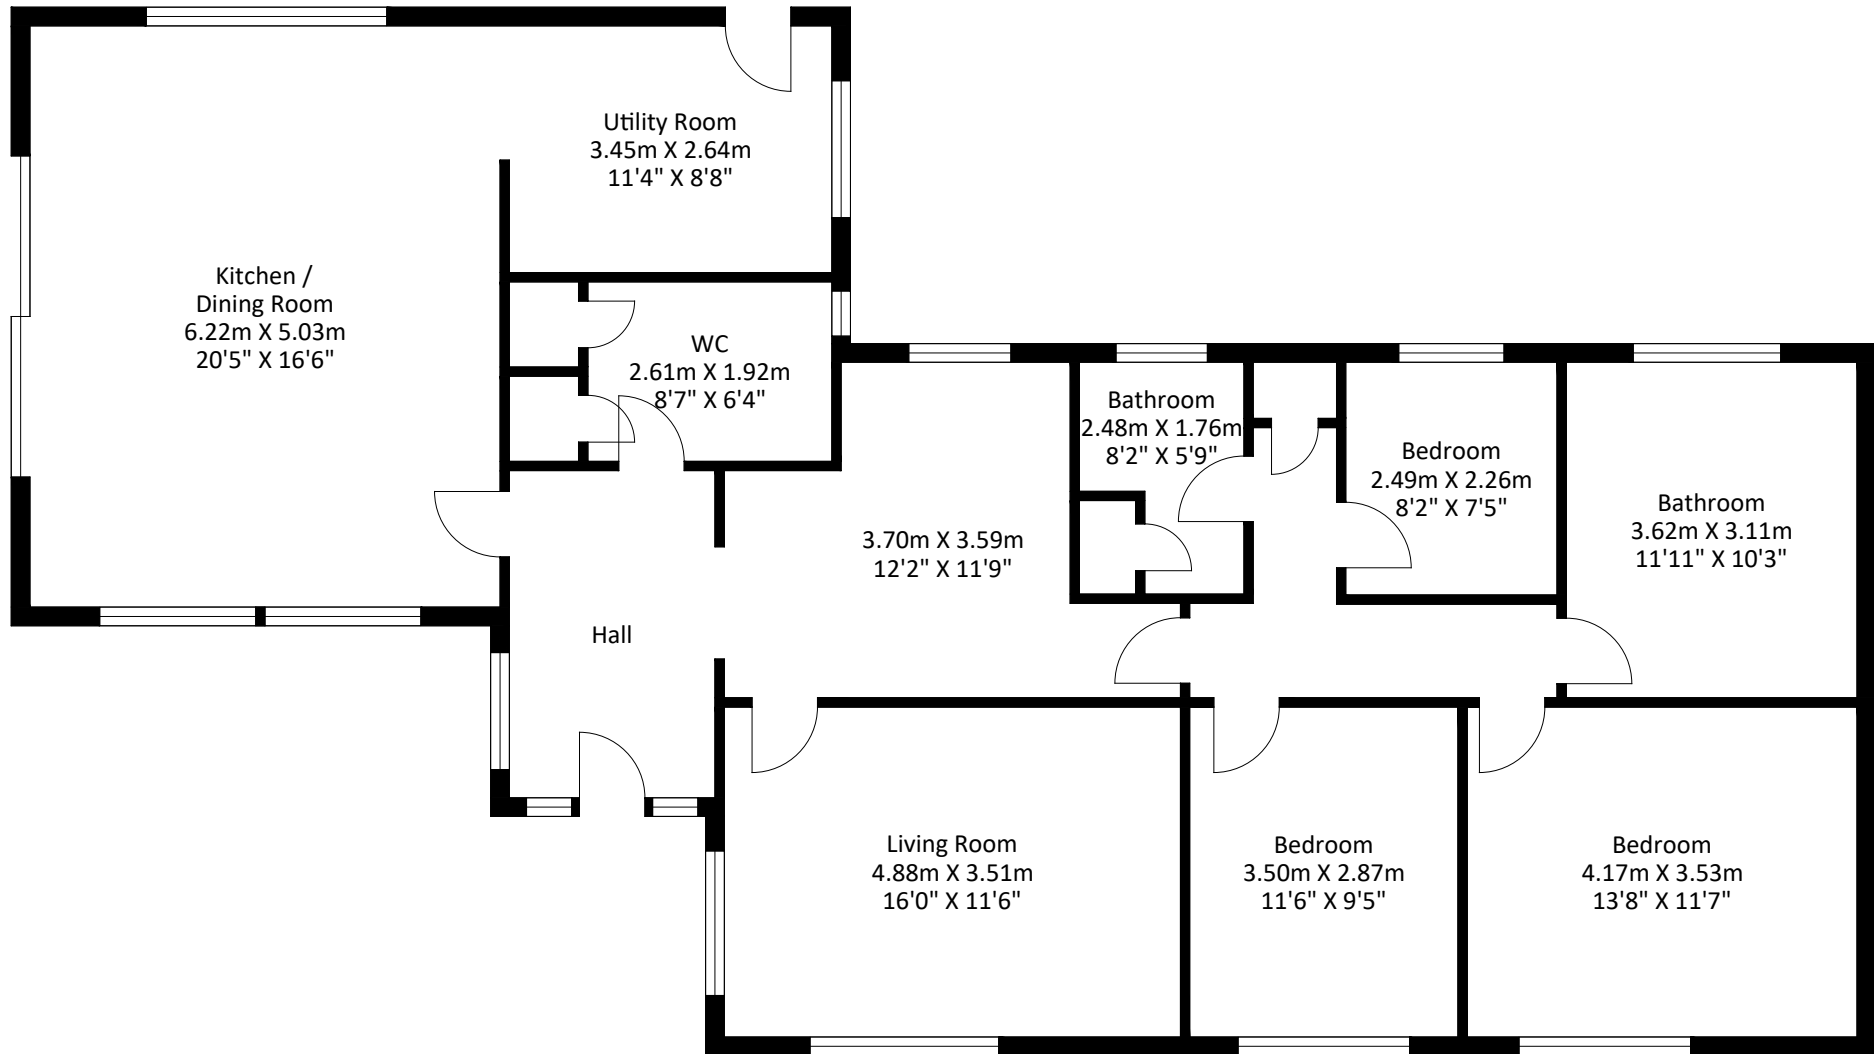 Utility Room
3.45m X 2.64m
11'4" X 8'8"
Kitchen /
Dining Room
6.22m X 5.03m
20'5" X 16'6"
WC
2.61m X 1.92m
8'7" X 6'4"
Bathroom
2.48m X 1.76m
8'2" X 5'9"
Bedroom
2.49m X 2.26m
8'2" X 7'5"
Bathroom
3.62m X 3.11m
11'11" X 10'3"
3.70m X 3.59m
12'2" X 11'9"
Hall
Living Room
4.88m X 3.51m
16'0" X 11'6"
Bedroom
3.50m X 2.87m
11'6" X 9'5"
Bedroom
4.17m X 3.53m
13'8" X 11'7"